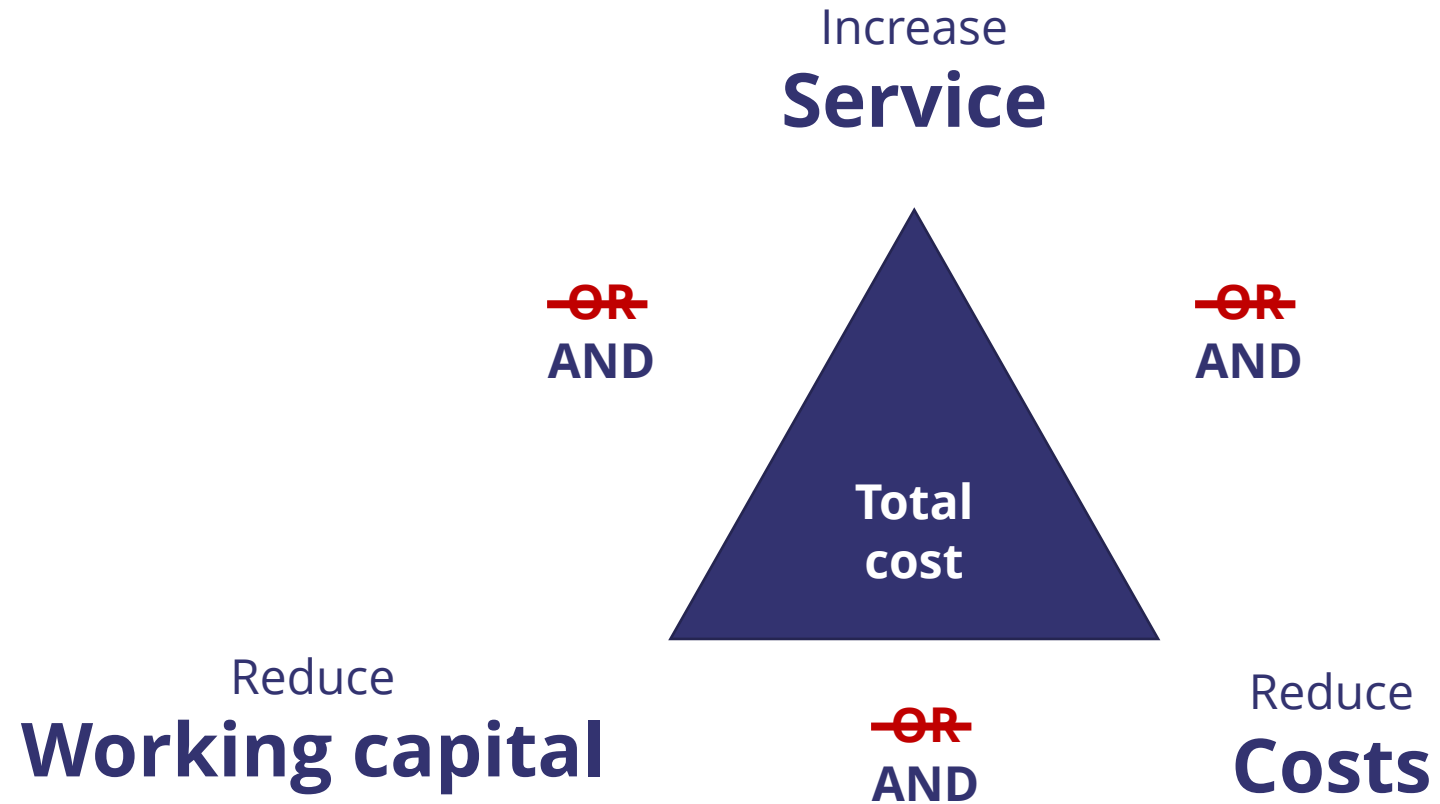 Increase
Service
OR
AND
OR
AND
Total
cost
Reduce
Working capital
OR
AND
Reduce
Costs